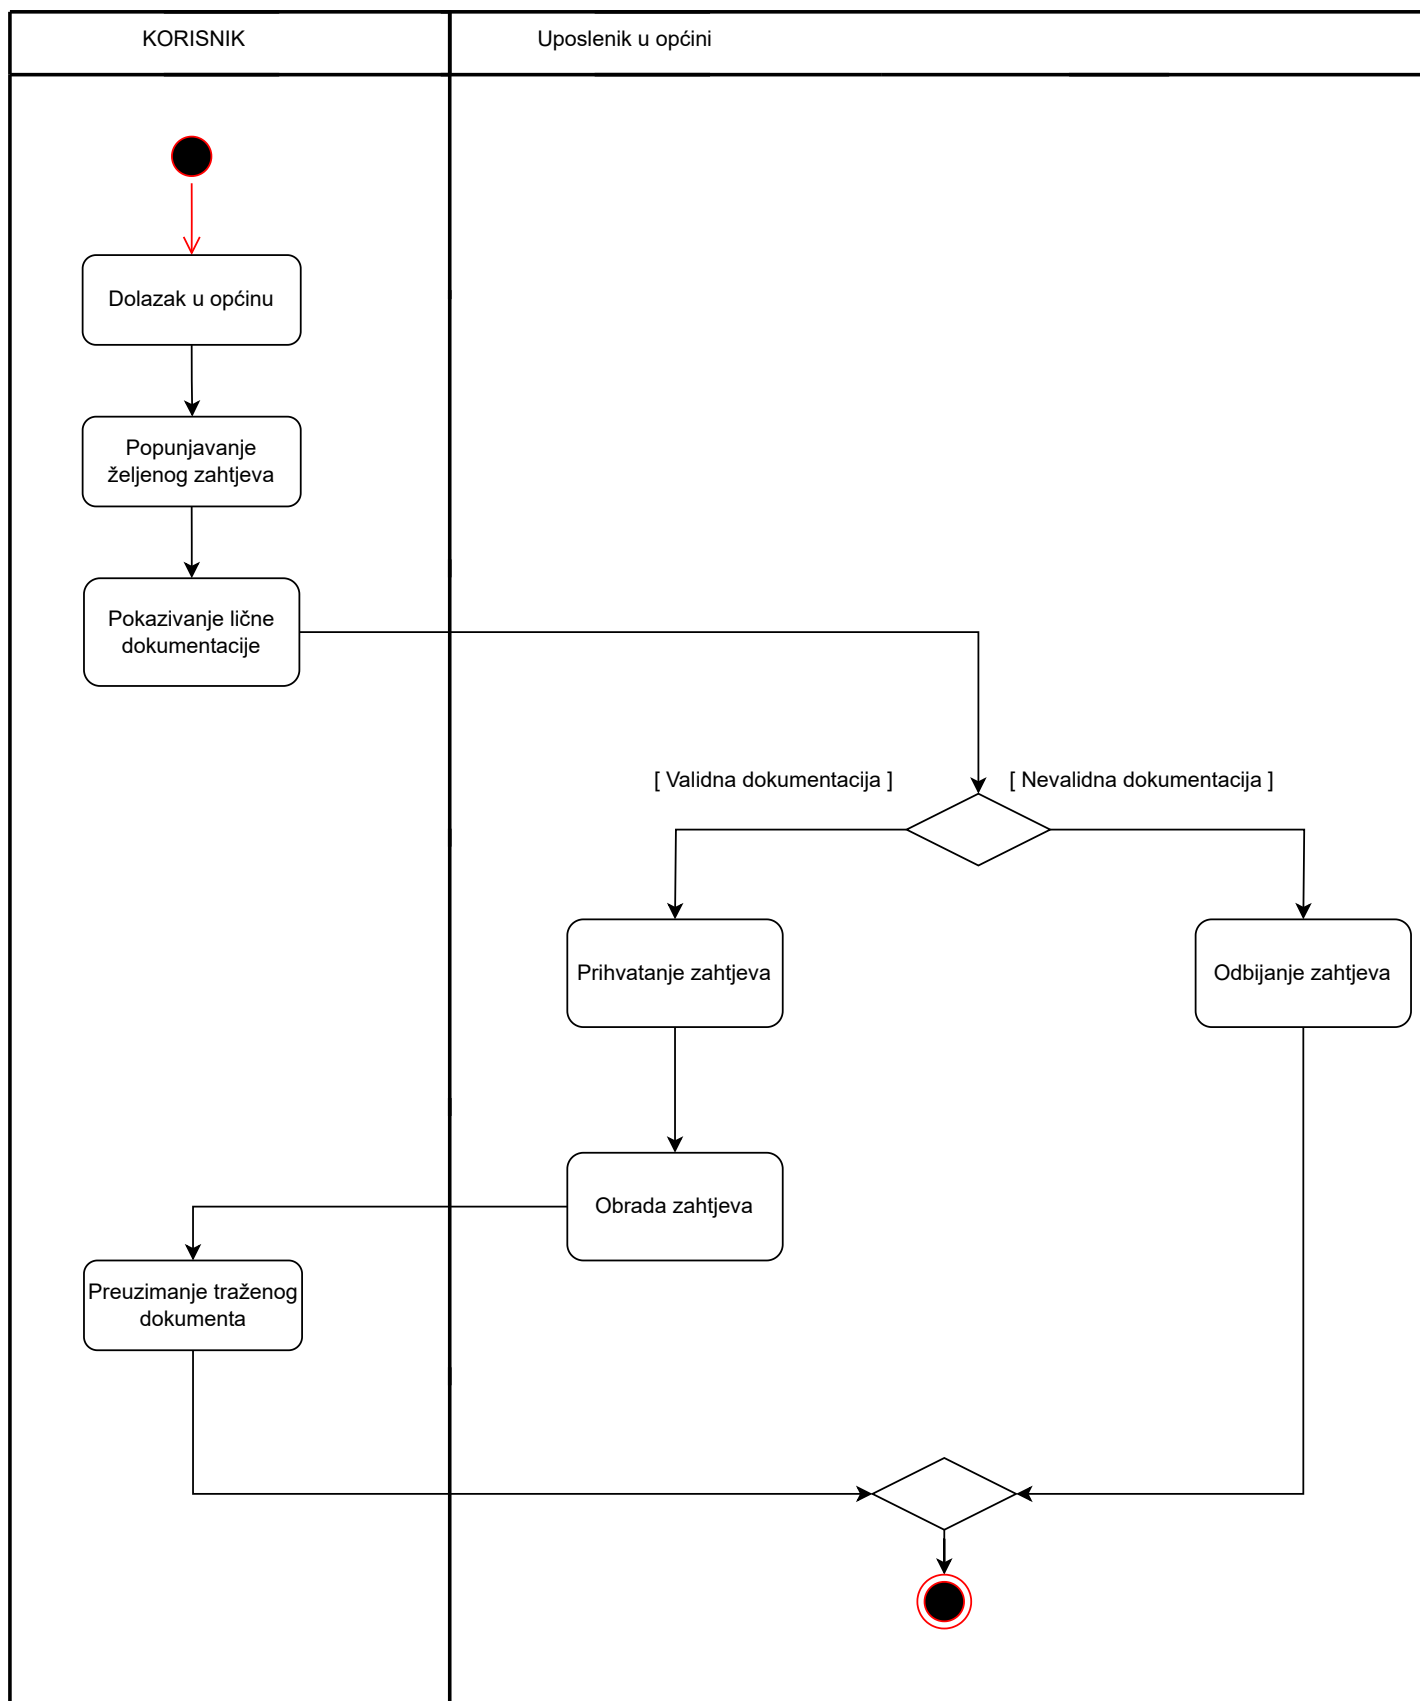 KORISNIK
Uposlenik u općini
Dolazak u općinu
Popunjavanje
željenog zahtjeva
Pokazivanje lične
dokumentacije
[ Validna dokumentacija ]
[ Nevalidna dokumentacija ]
Prihvatanje zahtjeva
Odbijanje zahtjeva
Obrada zahtjeva
Preuzimanje traženog
dokumenta